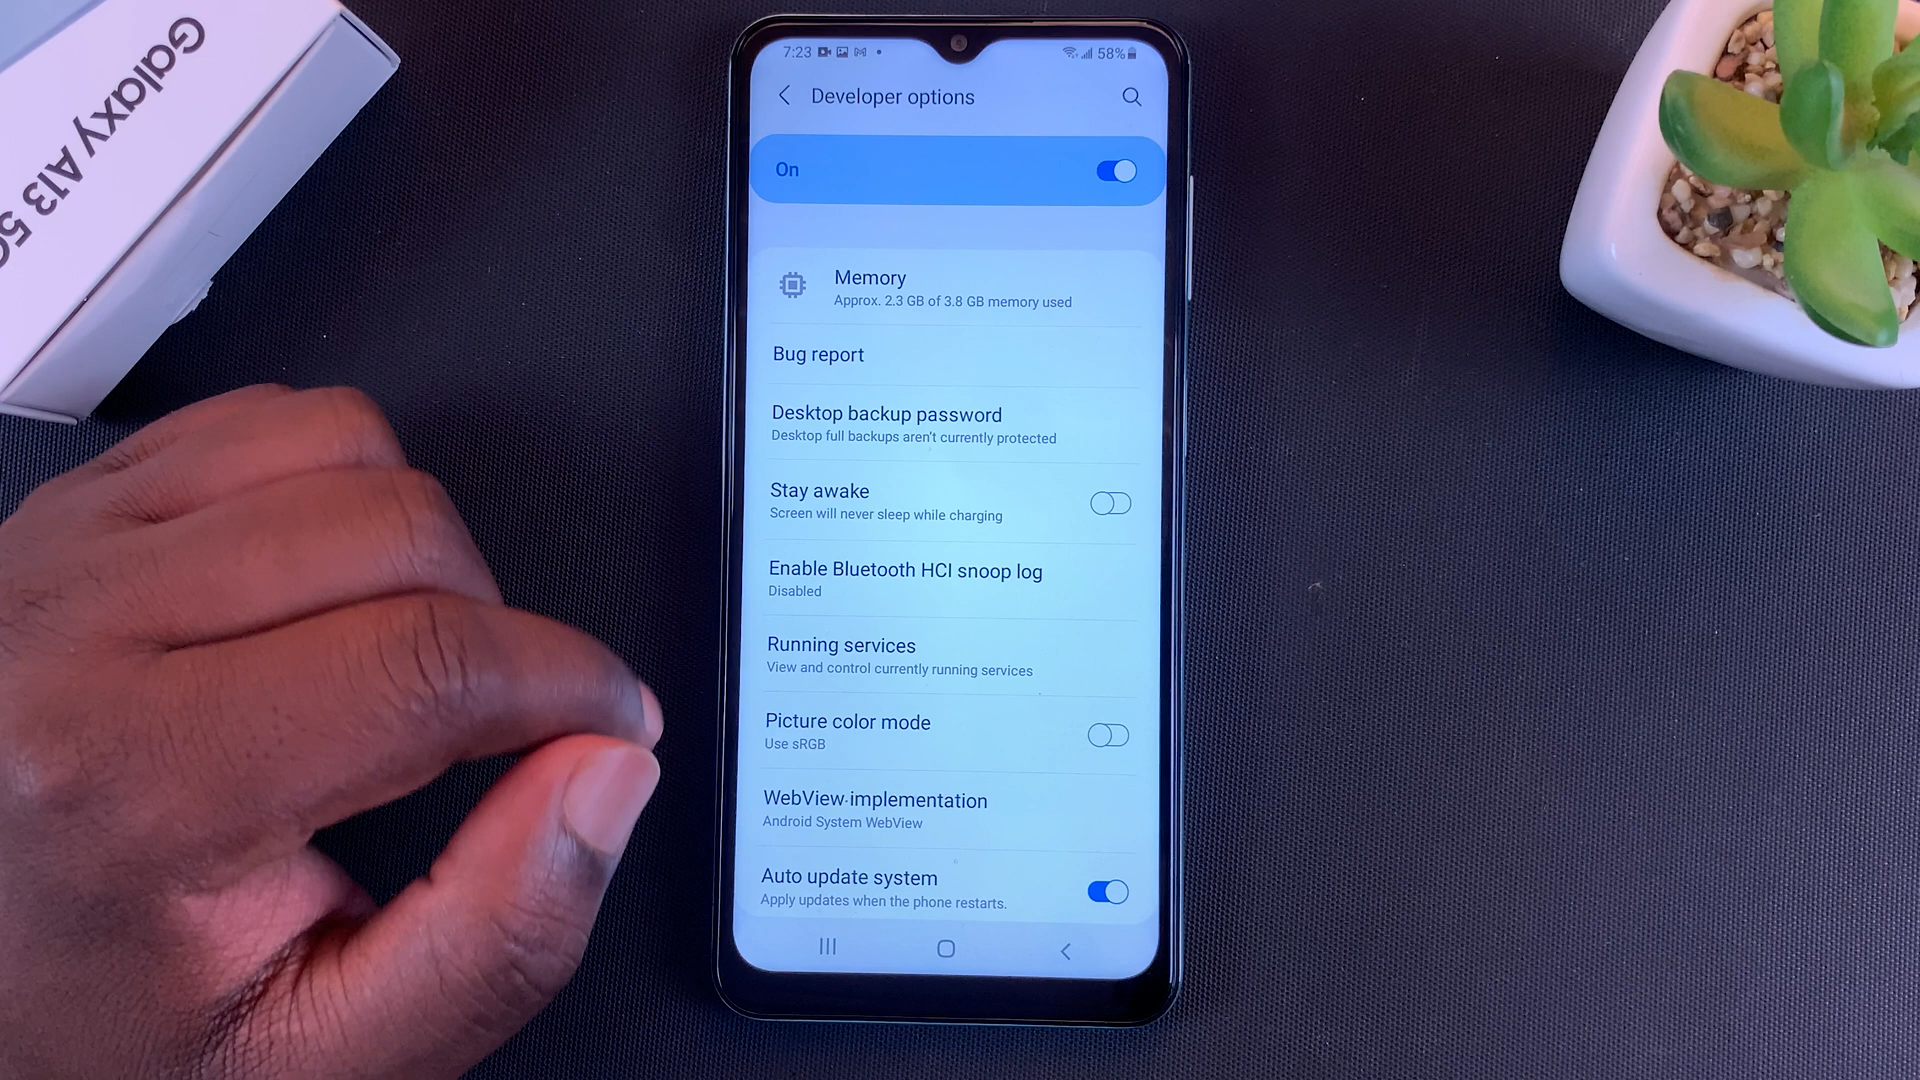 Galaxy A13 5G
7:23
58%
Developer options
On
Memory
Approx. 2.3 GB of 3.8 GB memory used
Bug report
Desktop backup password
Desktop full backups aren't currently protected
Stay awake
Screen will never sleep while charging
Enable Bluetooth HCI snoop log
Disabled
Running services
View and control currently running services
Picture color mode
Use sRGB
WebView implementation
Android System WebView
Auto update system
Apply updates when the phone restarts.